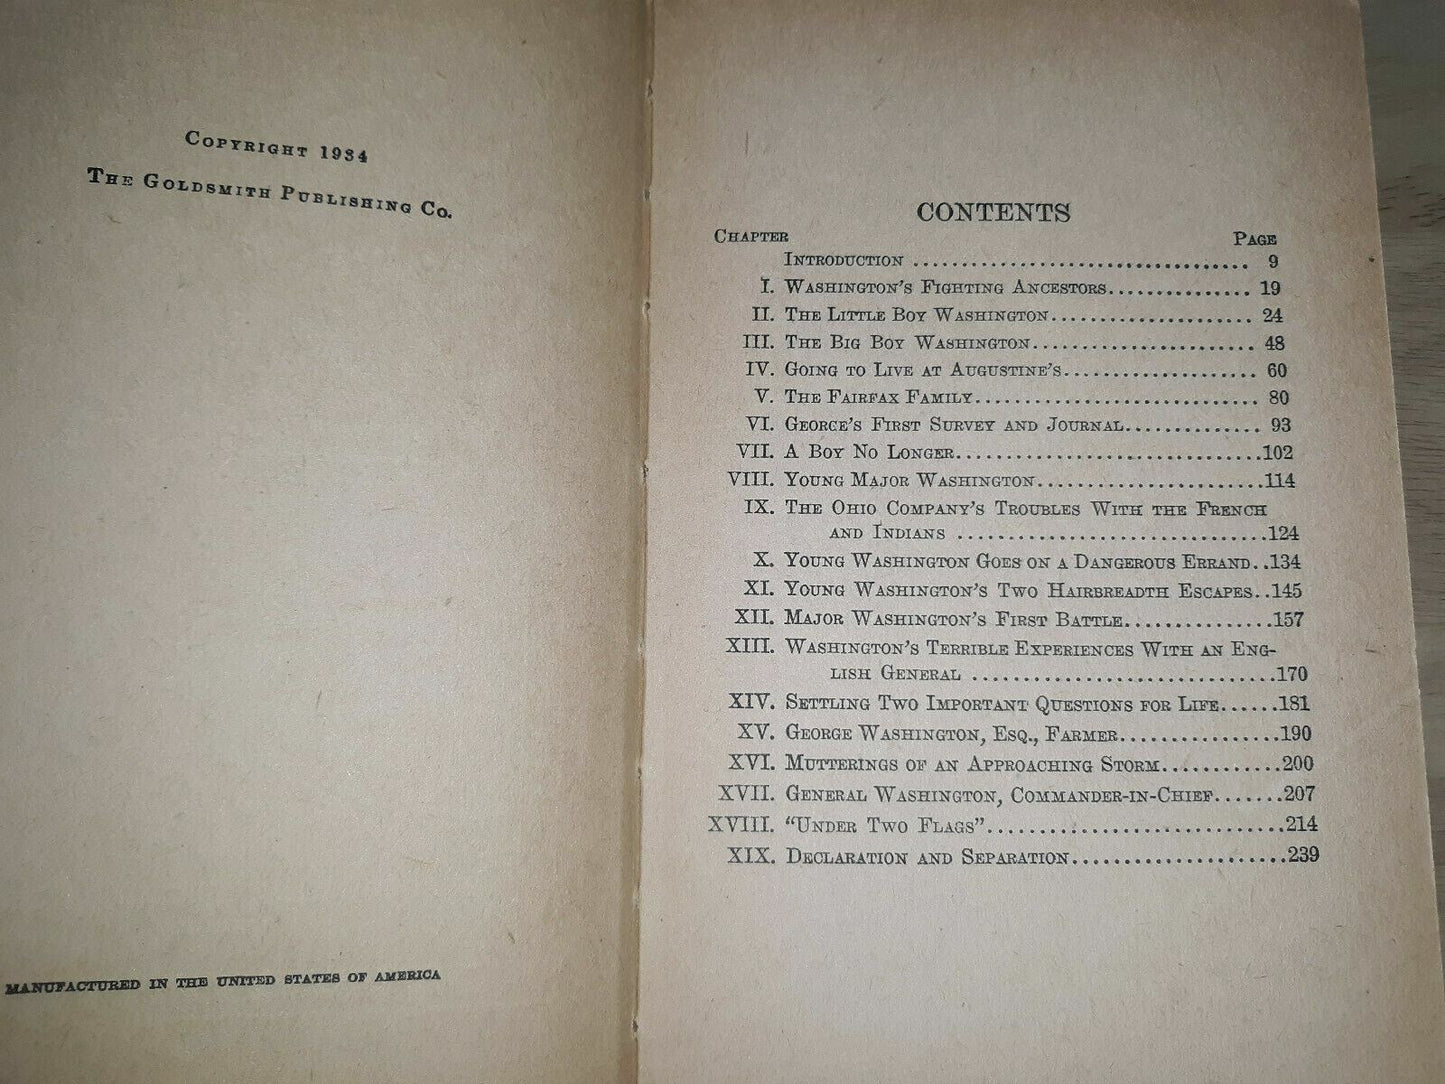 COPYRIGHT 1934
THE GOLDSMITH PUBLISHING CO.
MANUFACTURED IN THE UNITED STATES OF AMERICA
CONTENTS
CHAPTER PAGE
INTRODUCTION .................................. 9
I. WASHINGTON'S FIGHTING ANCESTORS............... 19
II. THE LITTLE BOY WASHINGTON..................... 24
III. THE BIG BOY WASHINGTON....................... 48
IV. GOING TO LIVE AT AUGUSTINE'S.................... 60
V. THE FAIRFAX FAMILY............................. 80
VI. GEORGE'S FIRST SURVEY AND JOURNAL.............. 93
VII. A BOY NO LONGER...............................102
VIII. YOUNG MAJOR WASHINGTON.......................114
IX. THE OHIO COMPANY'S TROUBLES WITH THE FRENCH
AND INDIANS ...............................124
X. YOUNG WASHINGTON GOES ON A DANGEROUS ERRAND..134
XI. YOUNG WASHINGTON'S TWO HAIRBREADTH ESCAPES..145
XII. MAJOR WASHINGTON'S FIRST BATTLE...............157
XIII. WASHINGTON'S TERRIBLE EXPERIENCES WITH AN ENG-
LISH GENERAL ..............................170
XIV. SETTLING TWO IMPORTANT QUESTIONS FOR LIFE......181
XV. GEORGE WASHINGTON, ESQ., FARMER................190
XVI. MUTTERINGS OF AN APPROACHING STORM............200
XVII. GENERAL WASHINGTON, COMMANDER-IN-CHIEF.......207
XVIII. "UNDER TWO FLAGS".............................214
XIX. DECLARATION AND SEPARATION.....................239